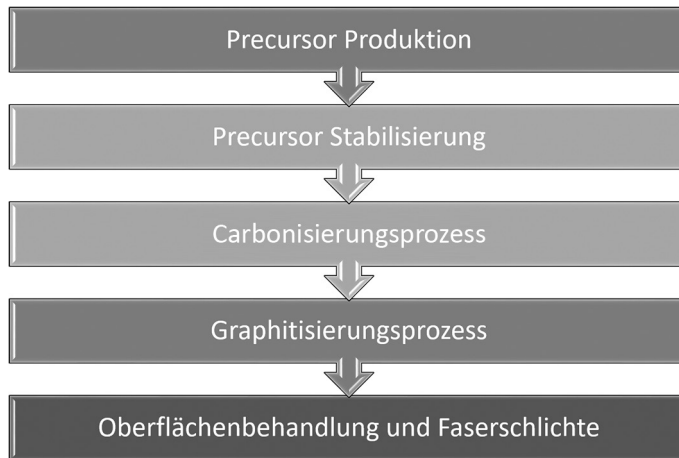 Precursor Produktion
Precursor Stabilisierung
Carbonisierungsprozess
Graphitisierungsprozess
Oberflächenbehandlung und Faserschlichte